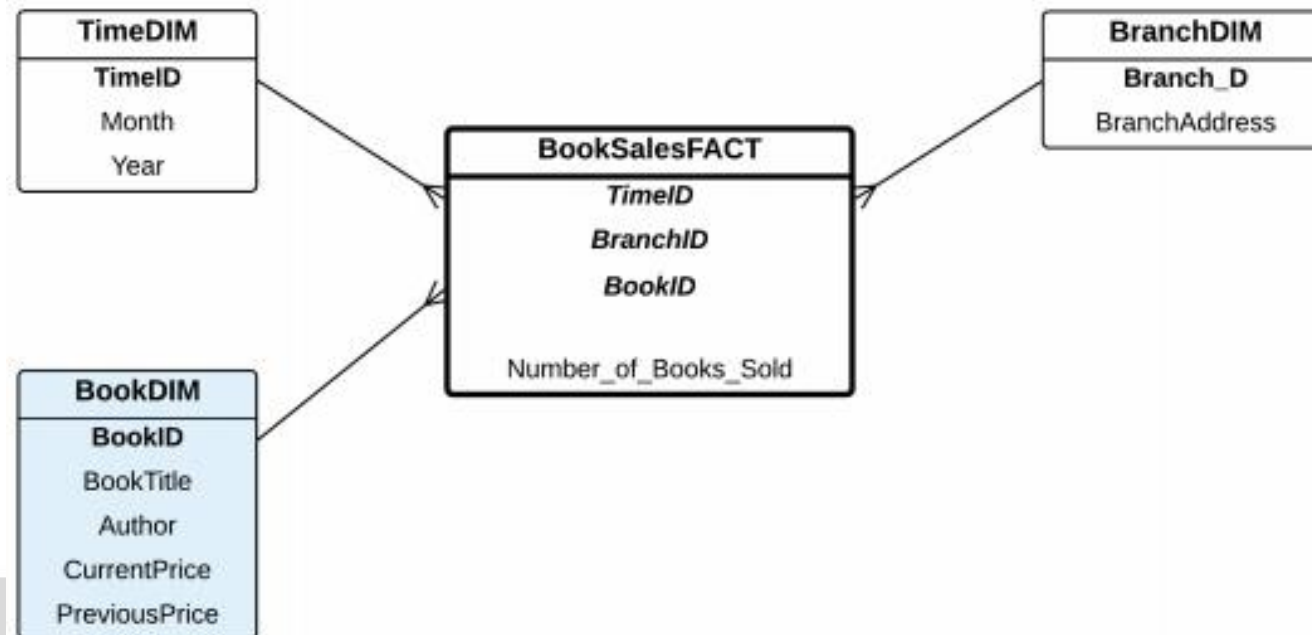 TimeDIM
TimeID
Month
Year
BranchDIM
Branch_D
BranchAddress
BookSalesFACT
TimeID
BranchID
BookID
Number_of_Books_Sold
BookDIM
BookID
BookTitle
Author
CurrentPrice
PreviousPrice